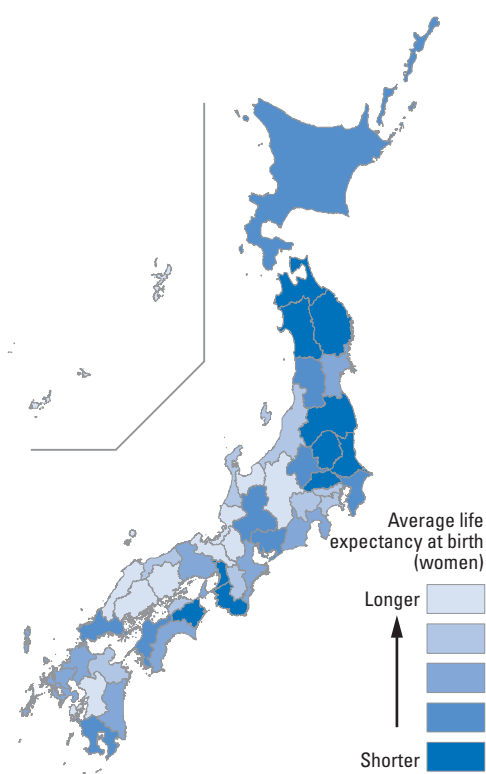 Average life
expectancy at birth
(women)
Longer
Shorter